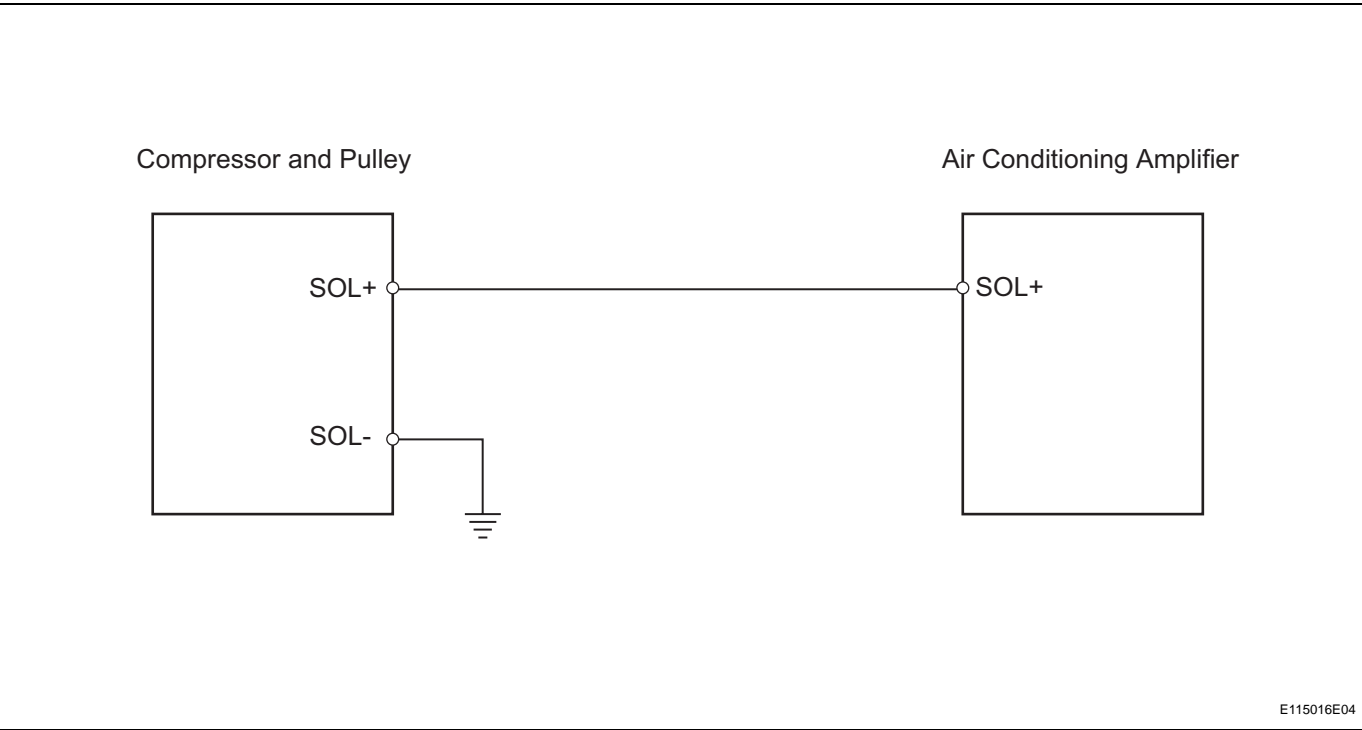 Compressor and Pulley
Air Conditioning Amplifier
SOL+
SOL+
SOL-
E115016E04